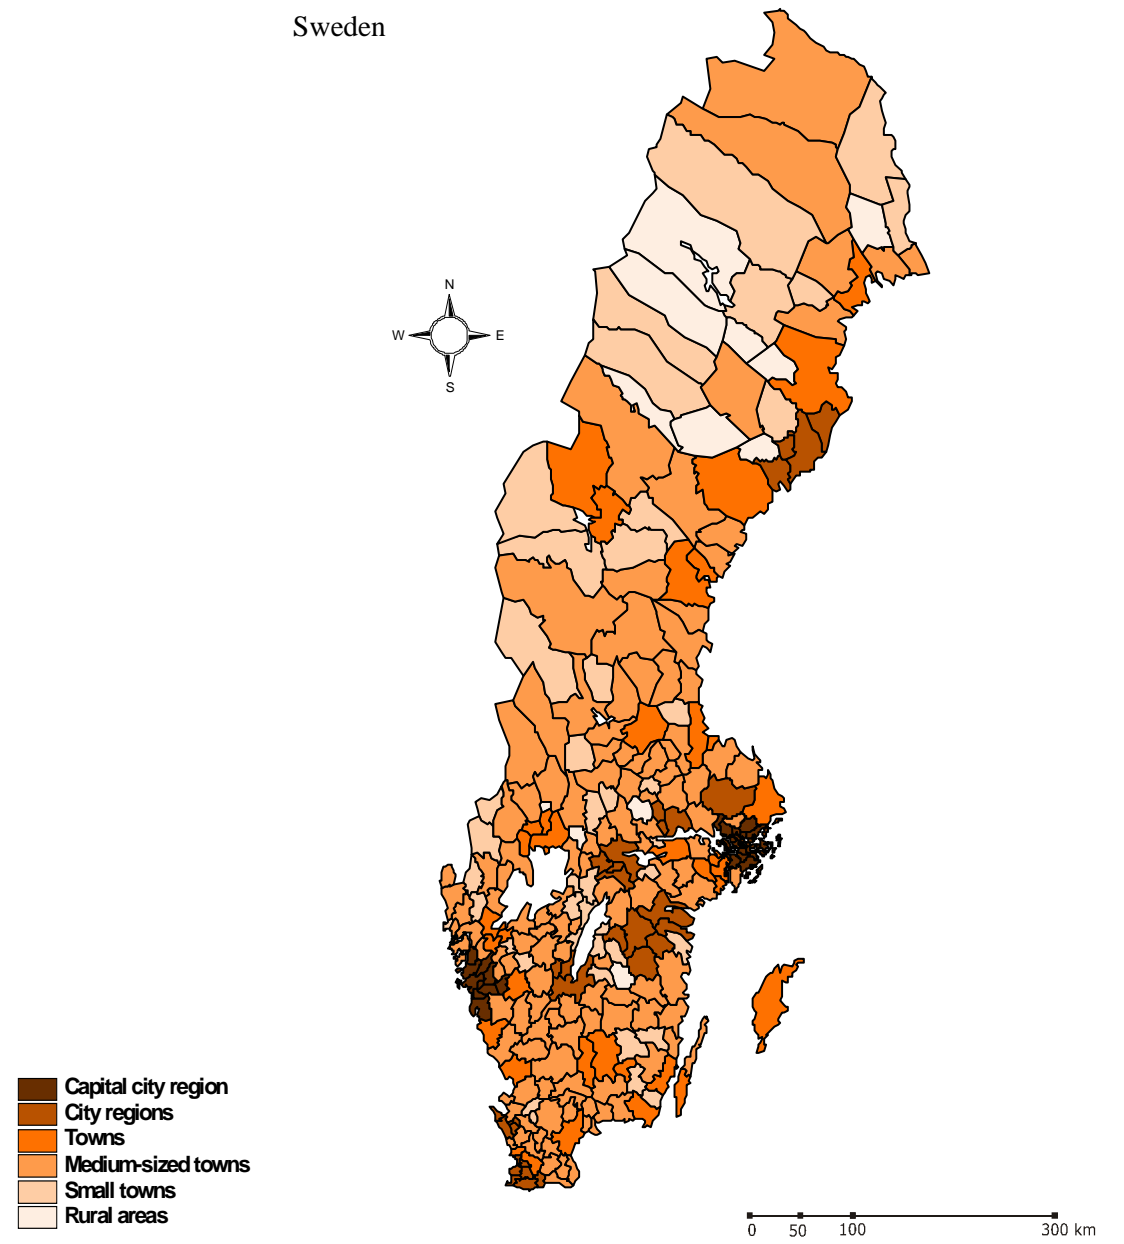 Sweden
N
W E
S
Capital city region
City regions
Towns
Medium-sized towns
Small towns
Rural areas
0 50 100 300 km